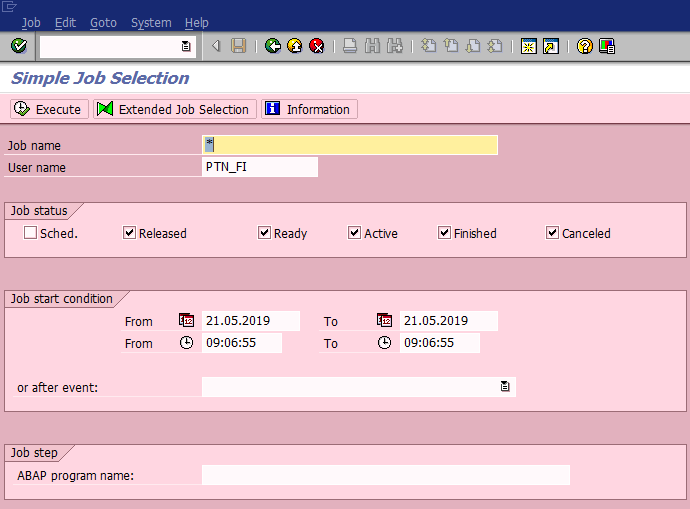 Job Edit Goto System Help
Simple Job Selection
Execute Extended Job Selection Information
Job name *
User name PTN_FI
Job status
Sched. Released Ready Active Finished Canceled
Job start condition
From 21.05.2019 To 21.05.2019
From 09:06:55 To 09:06:55
or after event:
Job step
ABAP program name: